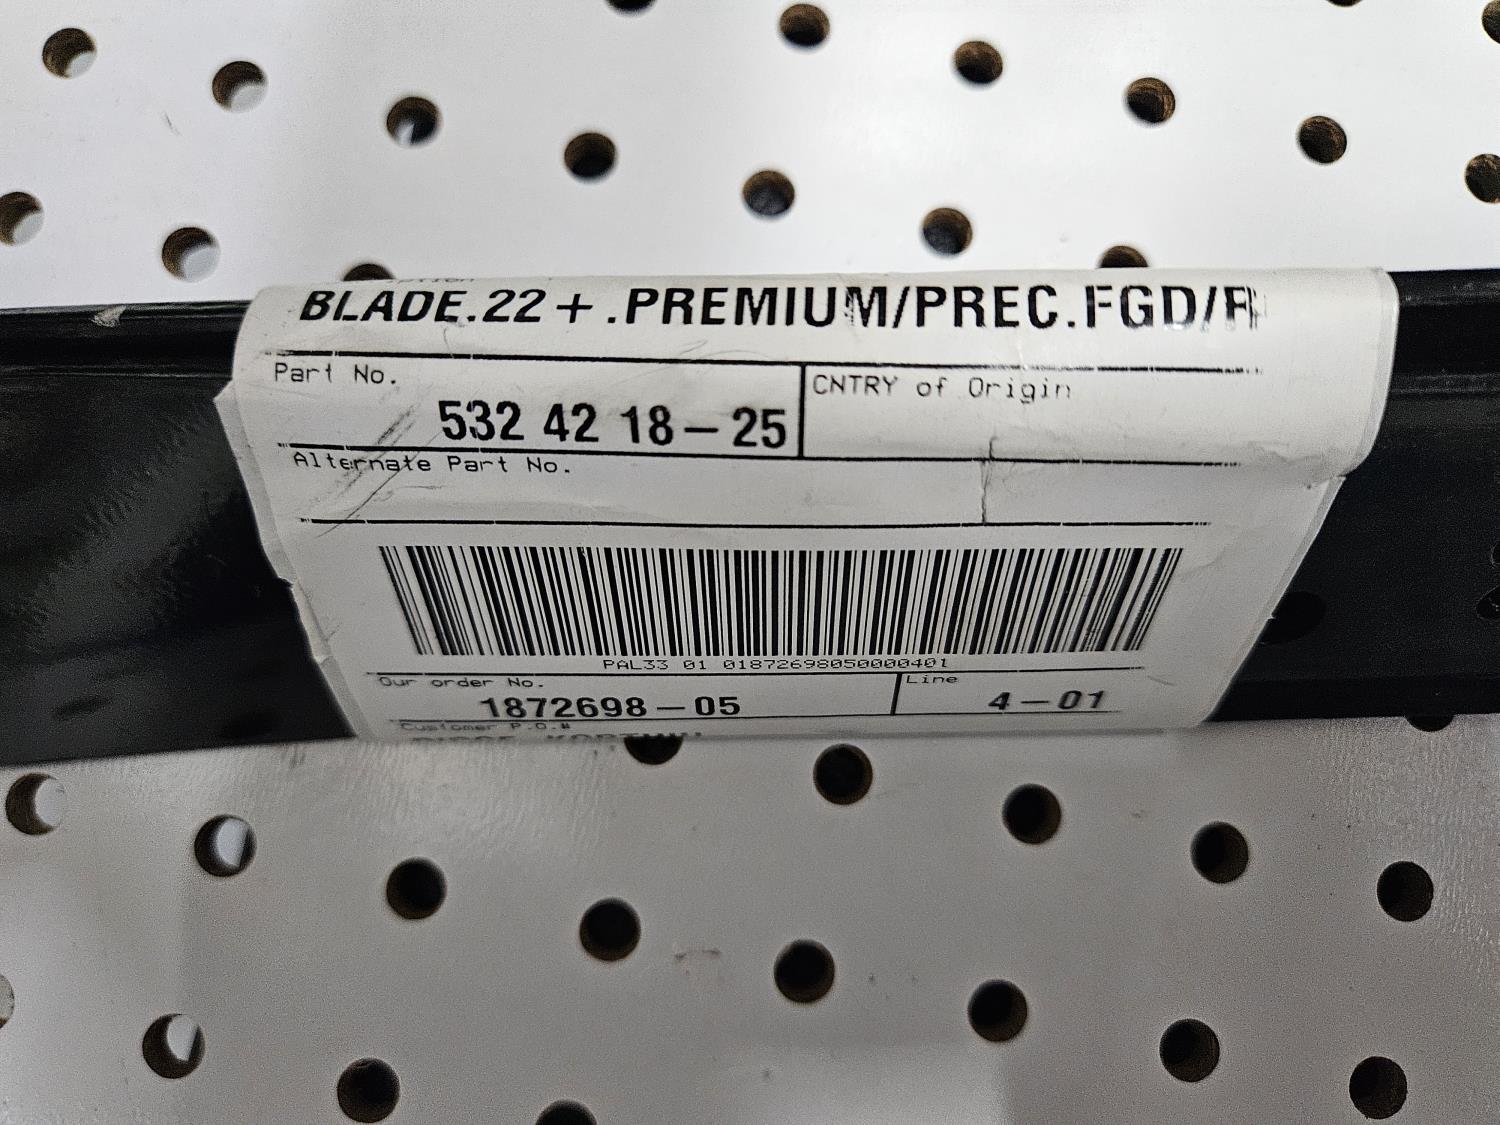 BLADE.22+.PREMIUM/PREC.FGD/
Part No.
532 42 18-25
CNTRY of Origin
Alternate Part No.
PAL33 01 01872698050000401
Our order No.
1872698-05
Line
4-01
Customer P.O.#